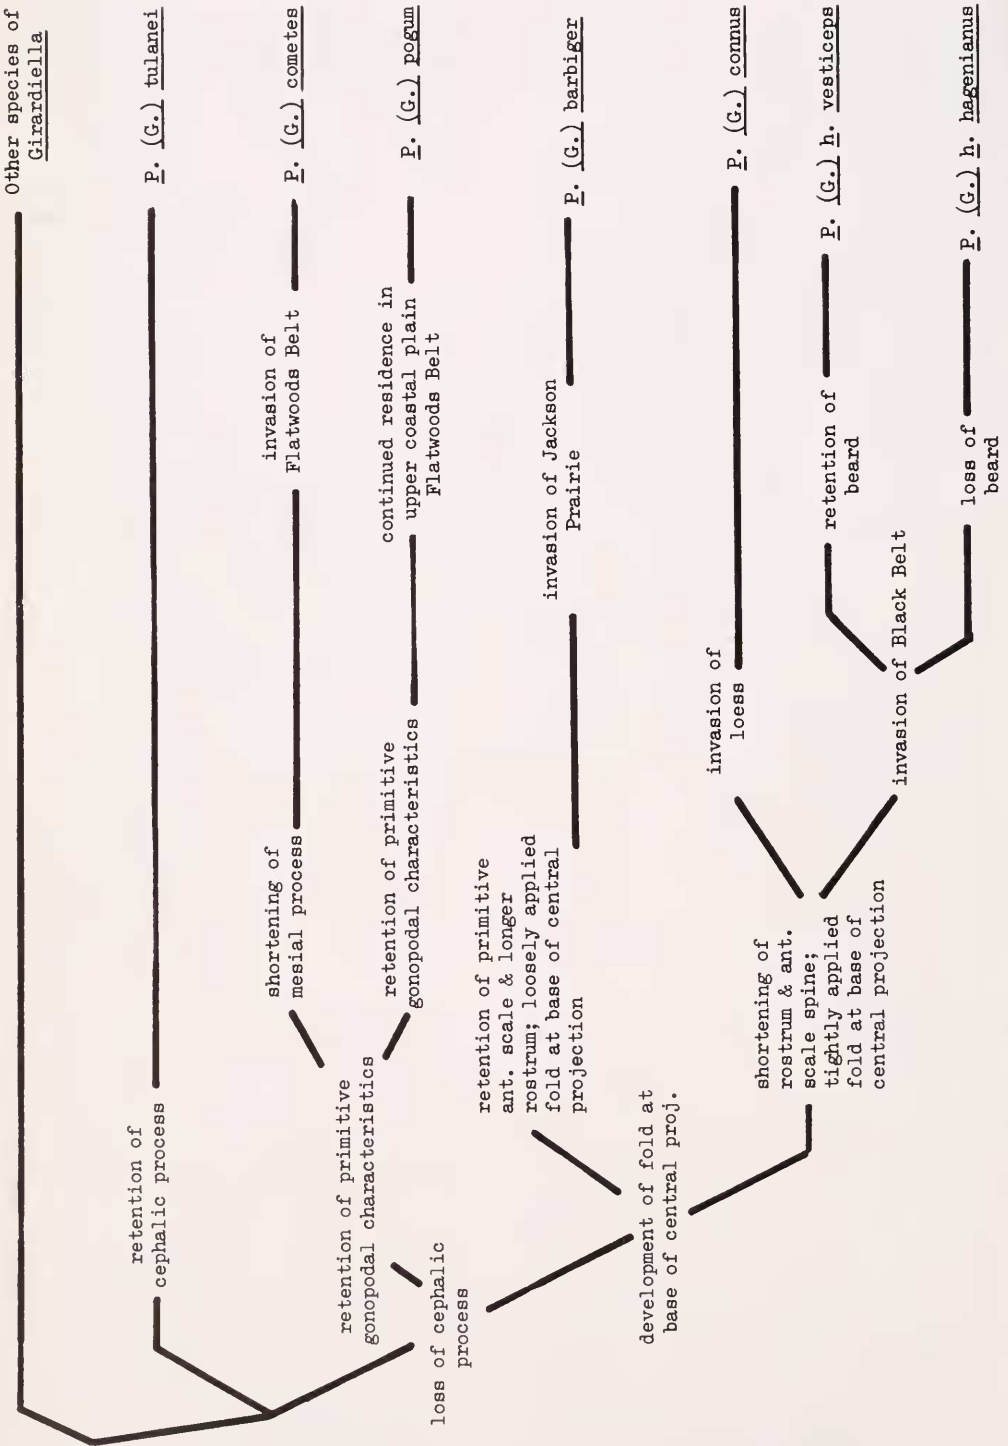 Other species of
Girardiella
retention of
cephalic process
P. (G.) tulanei
shortening of
mesial process
invasion of
Flatwoods Belt
P. (G.) cometes
retention of primitive
gonopodal characteristics
retention of primitive
gonopodal characteristics
continued residence in
upper coastal plain
Flatwoods Belt
P. (G.) pogum
loss of cephalic
process
retention of primitive
ant. scale & longer
rostrum; loosely applied
fold at base of central
projection
invasion of Jackson
Prairie
P. (G.) barbiger
development of fold at
base of central proj.
invasion of
loess
P. (G.) connus
shortening of
rostrum & ant.
scale spine;
tightly applied
fold at base of
central projection
retention of
beard
P. (G.) h. vesticeps
invasion of Black Belt
loss of
beard
P. (G.) h. hagenianus